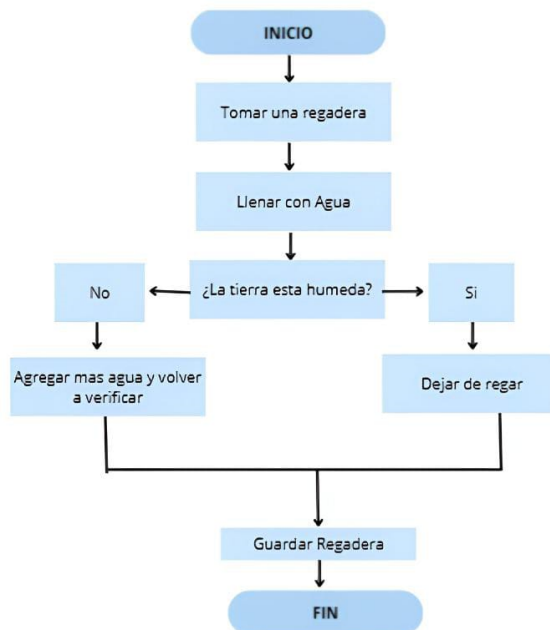 INICIO
Tomar una regadera
Llenar con Agua
¿La tierra esta humeda?
No
Si
Agregar mas agua y volver
a verificar
Dejar de regar
Guardar Regadera
FIN